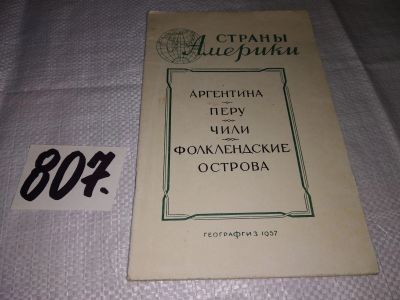 СТРАНЫ
Америки
АРГЕНТИНА
ПЕРУ
ЧИЛИ
ФОЛКЛЕНДСКИЕ
ОСТРОВА
ГЕОГРАФГИЗ-1957
807.